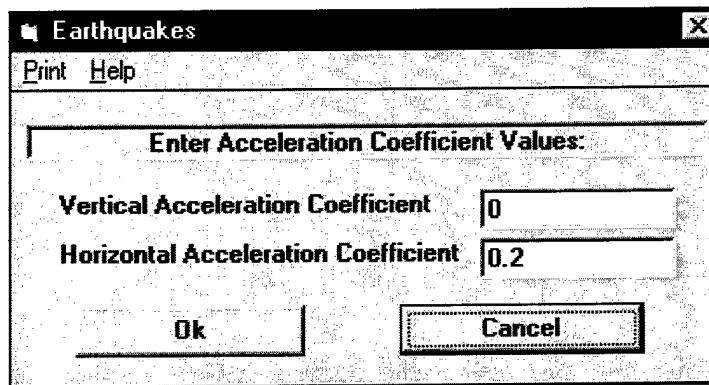 Earthquakes
Print Help
Enter Acceleration Coefficient Values:
Vertical Acceleration Coefficient 0
Horizontal Acceleration Coefficient 0.2
Ok Cancel